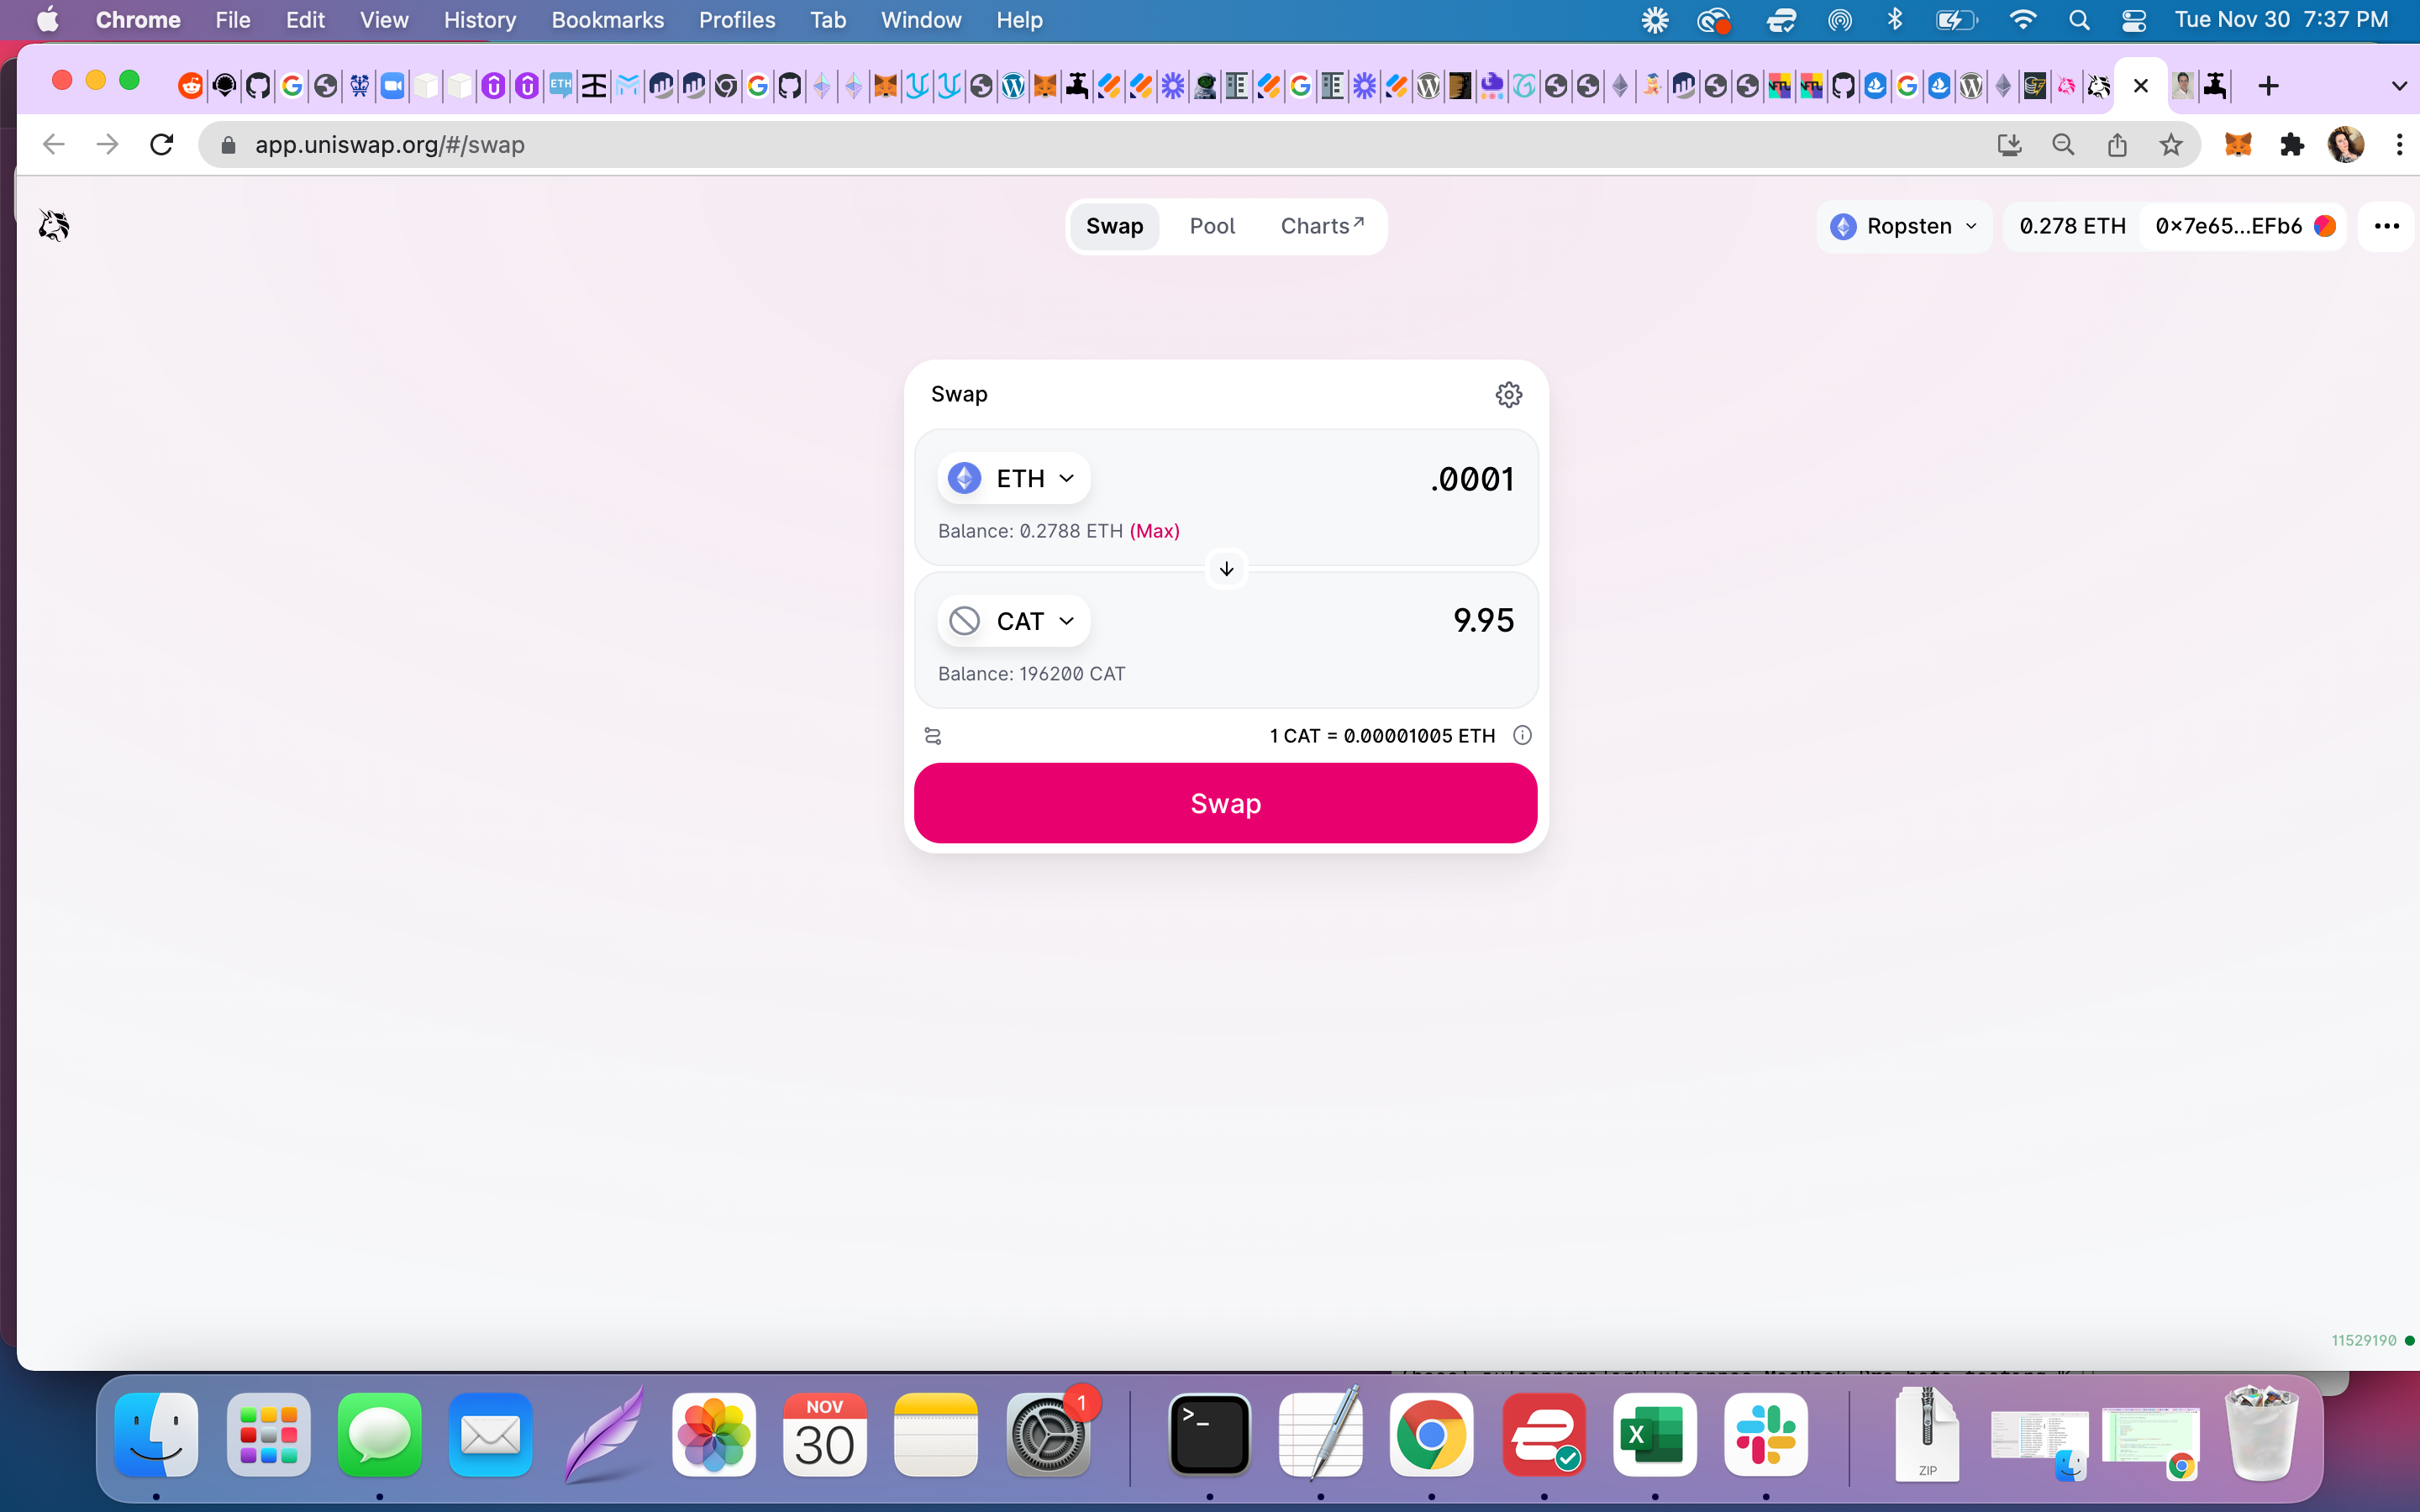 Chrome File Edit View History Bookmarks Profiles Tab Window Help Tue Nov 30 7:37 PM
ETH
app.uniswap.org/#/swap
Swap Pool Charts↗ Ropsten 0.278 ETH 0x7e65...EFb6
Swap
ETH .0001
Balance: 0.2788 ETH (Max)
CAT 9.95
Balance: 196200 CAT
1 CAT = 0.00001005 ETH
Swap
11529190
NOV
30
1
>_
X
ZIP